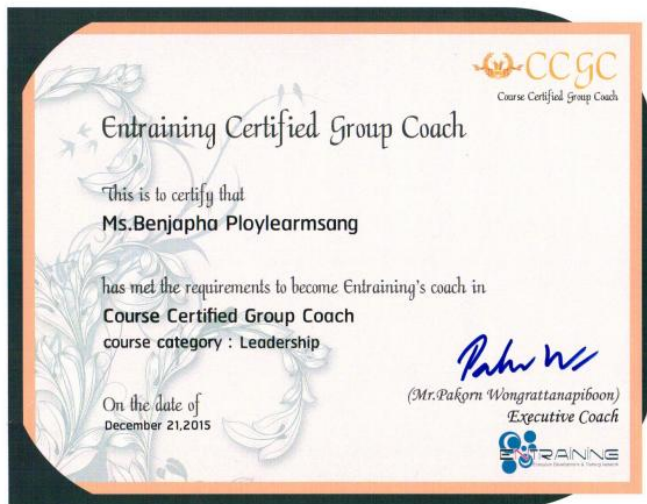 CCGC
Course Certified Group Coach
Entraining Certified Group Coach
This is to certify that
Ms.Benjapha Ploylearmsang
has met the requirements to become Entraining's coach in
Course Certified Group Coach
course category : Leadership
(Mr.Pakorn Wongrattanapiboon)
Executive Coach
On the date of
December 21,2015
ENTRAINING